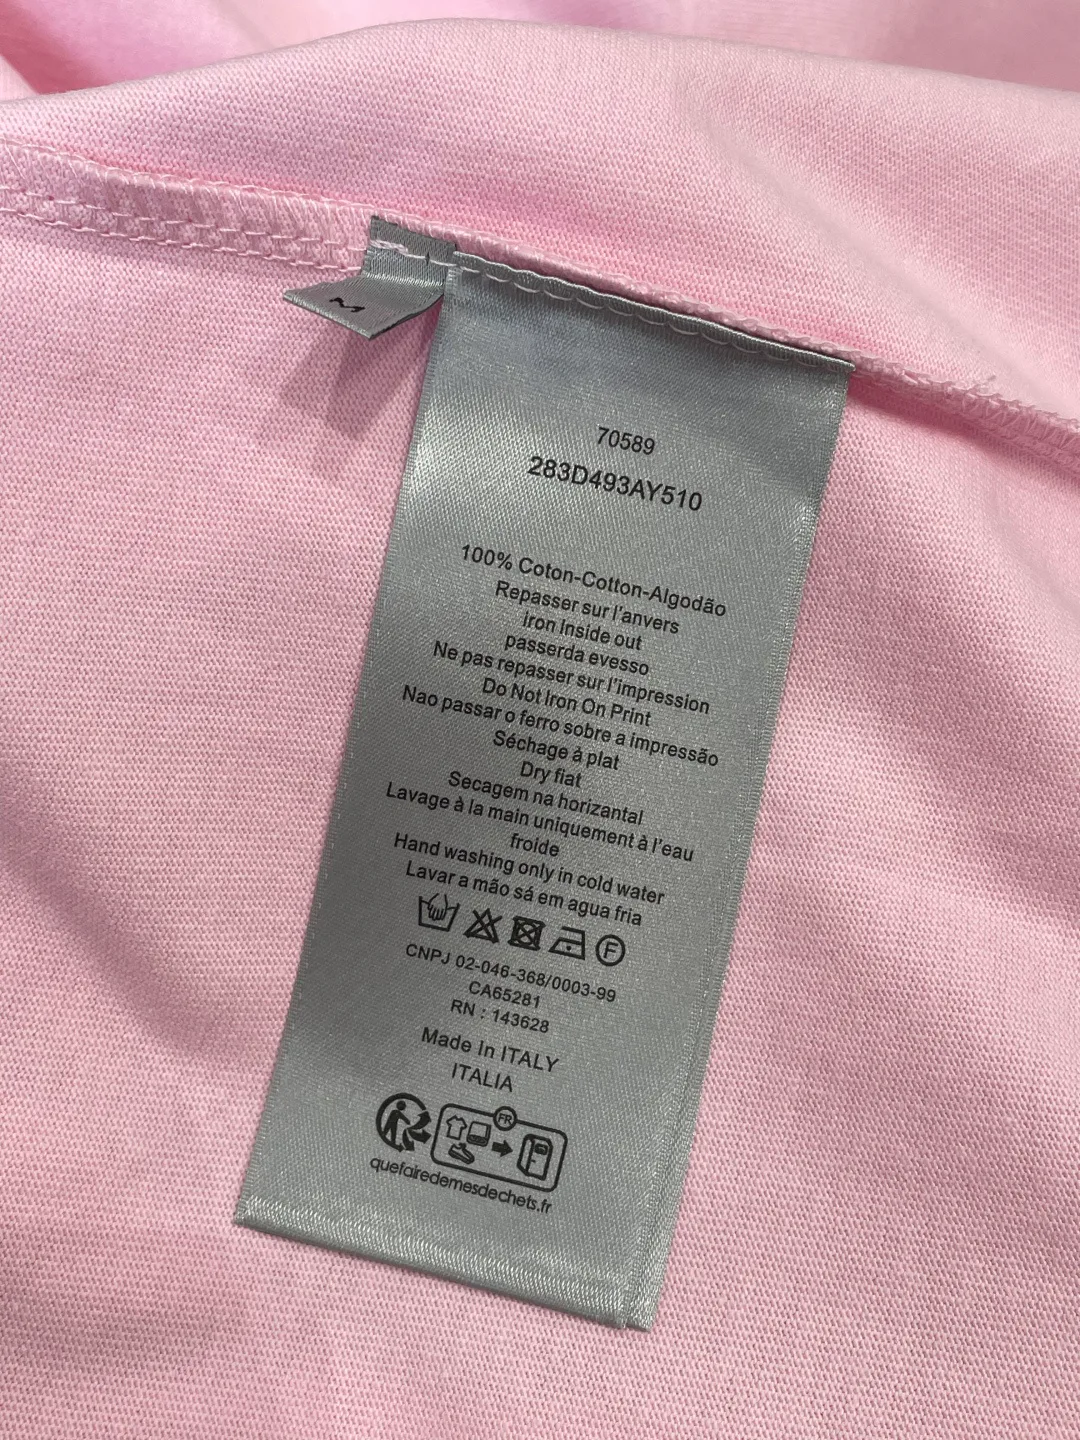 M
70589
283D493AY510
100% Coton-Cotton-Algodão
Repasser sur l'anvers
iron Inside out
passerda evesso
Ne pas repasser sur l'impression
Do Not Iron On Print
Nao passar o ferro sobre a impressão
Séchage à plat
Dry fiat
Secagem na horizantal
Lavage à la main uniquement à l'eau
froide
Hand washing only in cold water
Lavar a mão sá em agua fria
F
CNPJ 02-046-368/0003-99
CA65281
RN : 143628
Made In ITALY
ITALIA
FR
quefairedemesdechets.fr